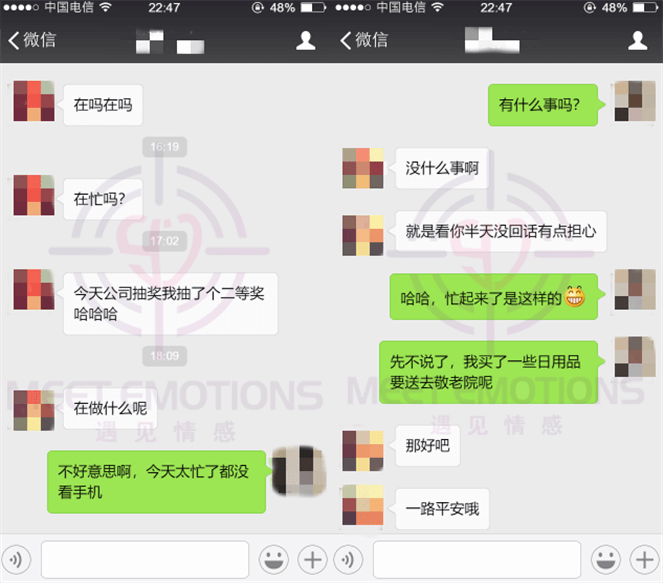 中国电信
22:47
48%
微信
在吗在吗
16:19
在忙吗？
17:02
今天公司抽奖我抽了个二等奖
哈哈哈
18:09
在做什么呢
不好意思啊，今天太忙了都没
看手机
中国电信
22:47
48%
微信
有什么事吗？
没什么事啊
就是看你半天没回话有点担心
哈哈，忙起来了是这样的
先不说了，我买了一些日用品
要送去敬老院呢
那好吧
一路平安哦
MEET EMOTIONS
遇见情感
MEET EMOTIONS
遇见情感